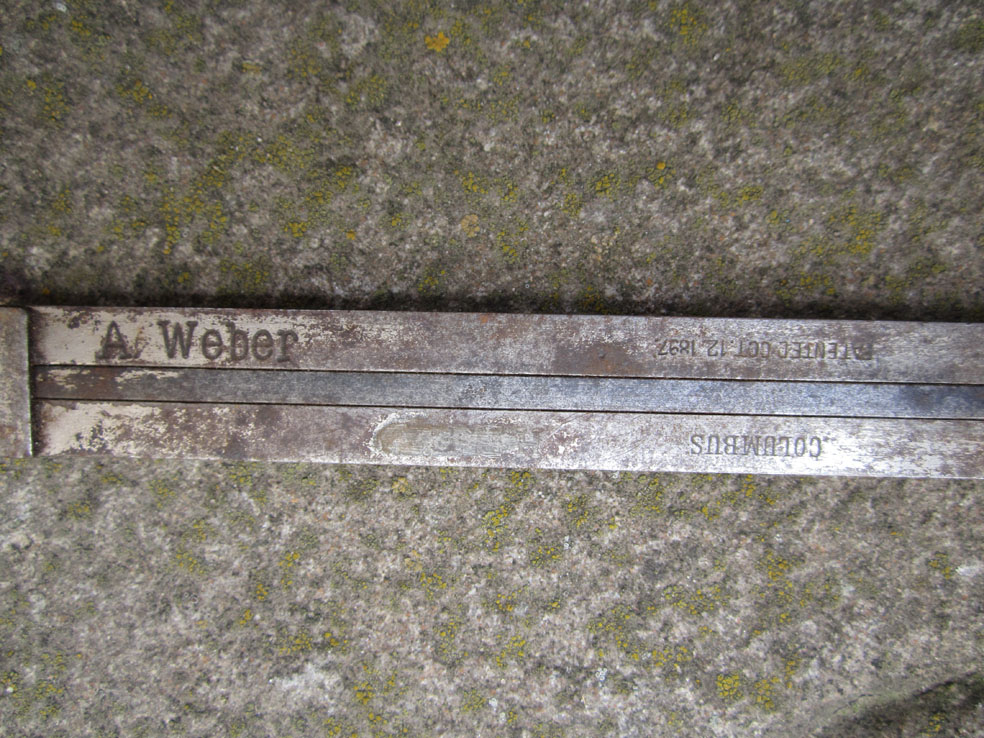 A Weber
PATENTED OCT. 12, 1897
COLUMBUS